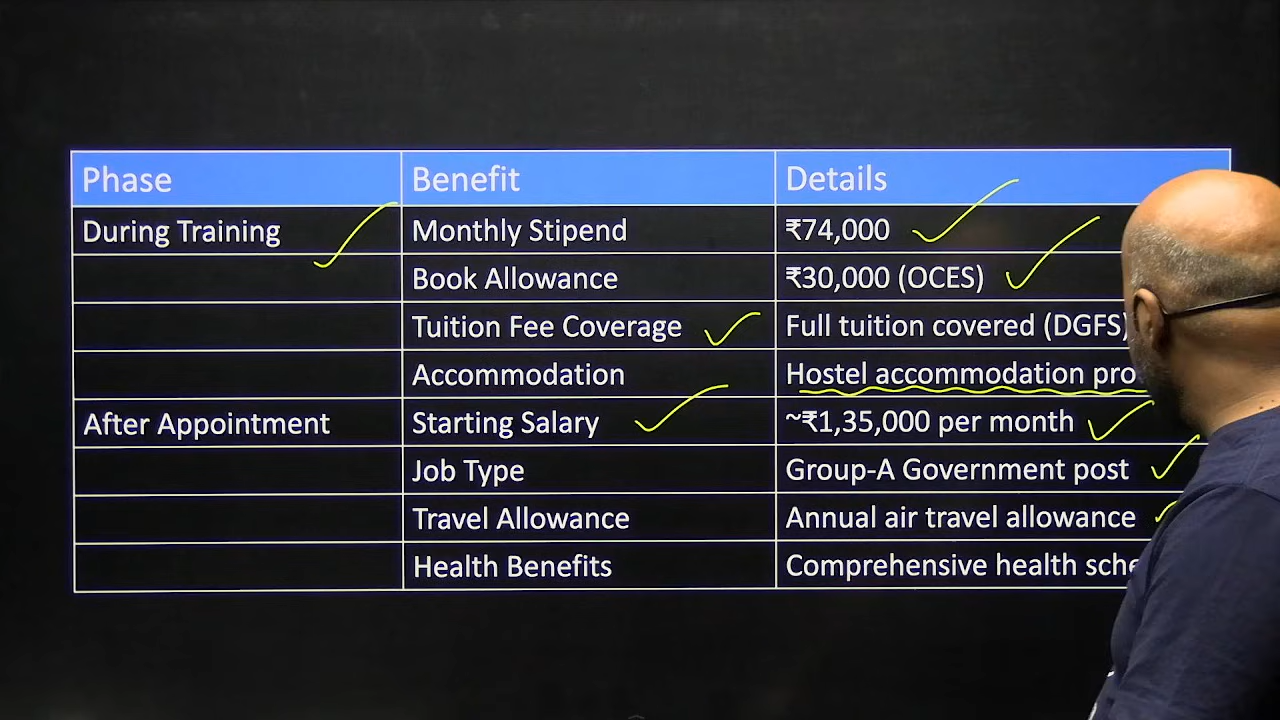 Phase Benefit Details
During Training Monthly Stipend ₹74,000
Book Allowance ₹30,000 (OCES)
Tuition Fee Coverage Full tuition covered (DGFS)
Accommodation Hostel accommodation
After Appointment Starting Salary ~₹1,35,000 per month
Job Type Group-A Government post
Travel Allowance Annual air travel allowance
Health Benefits Comprehensive health